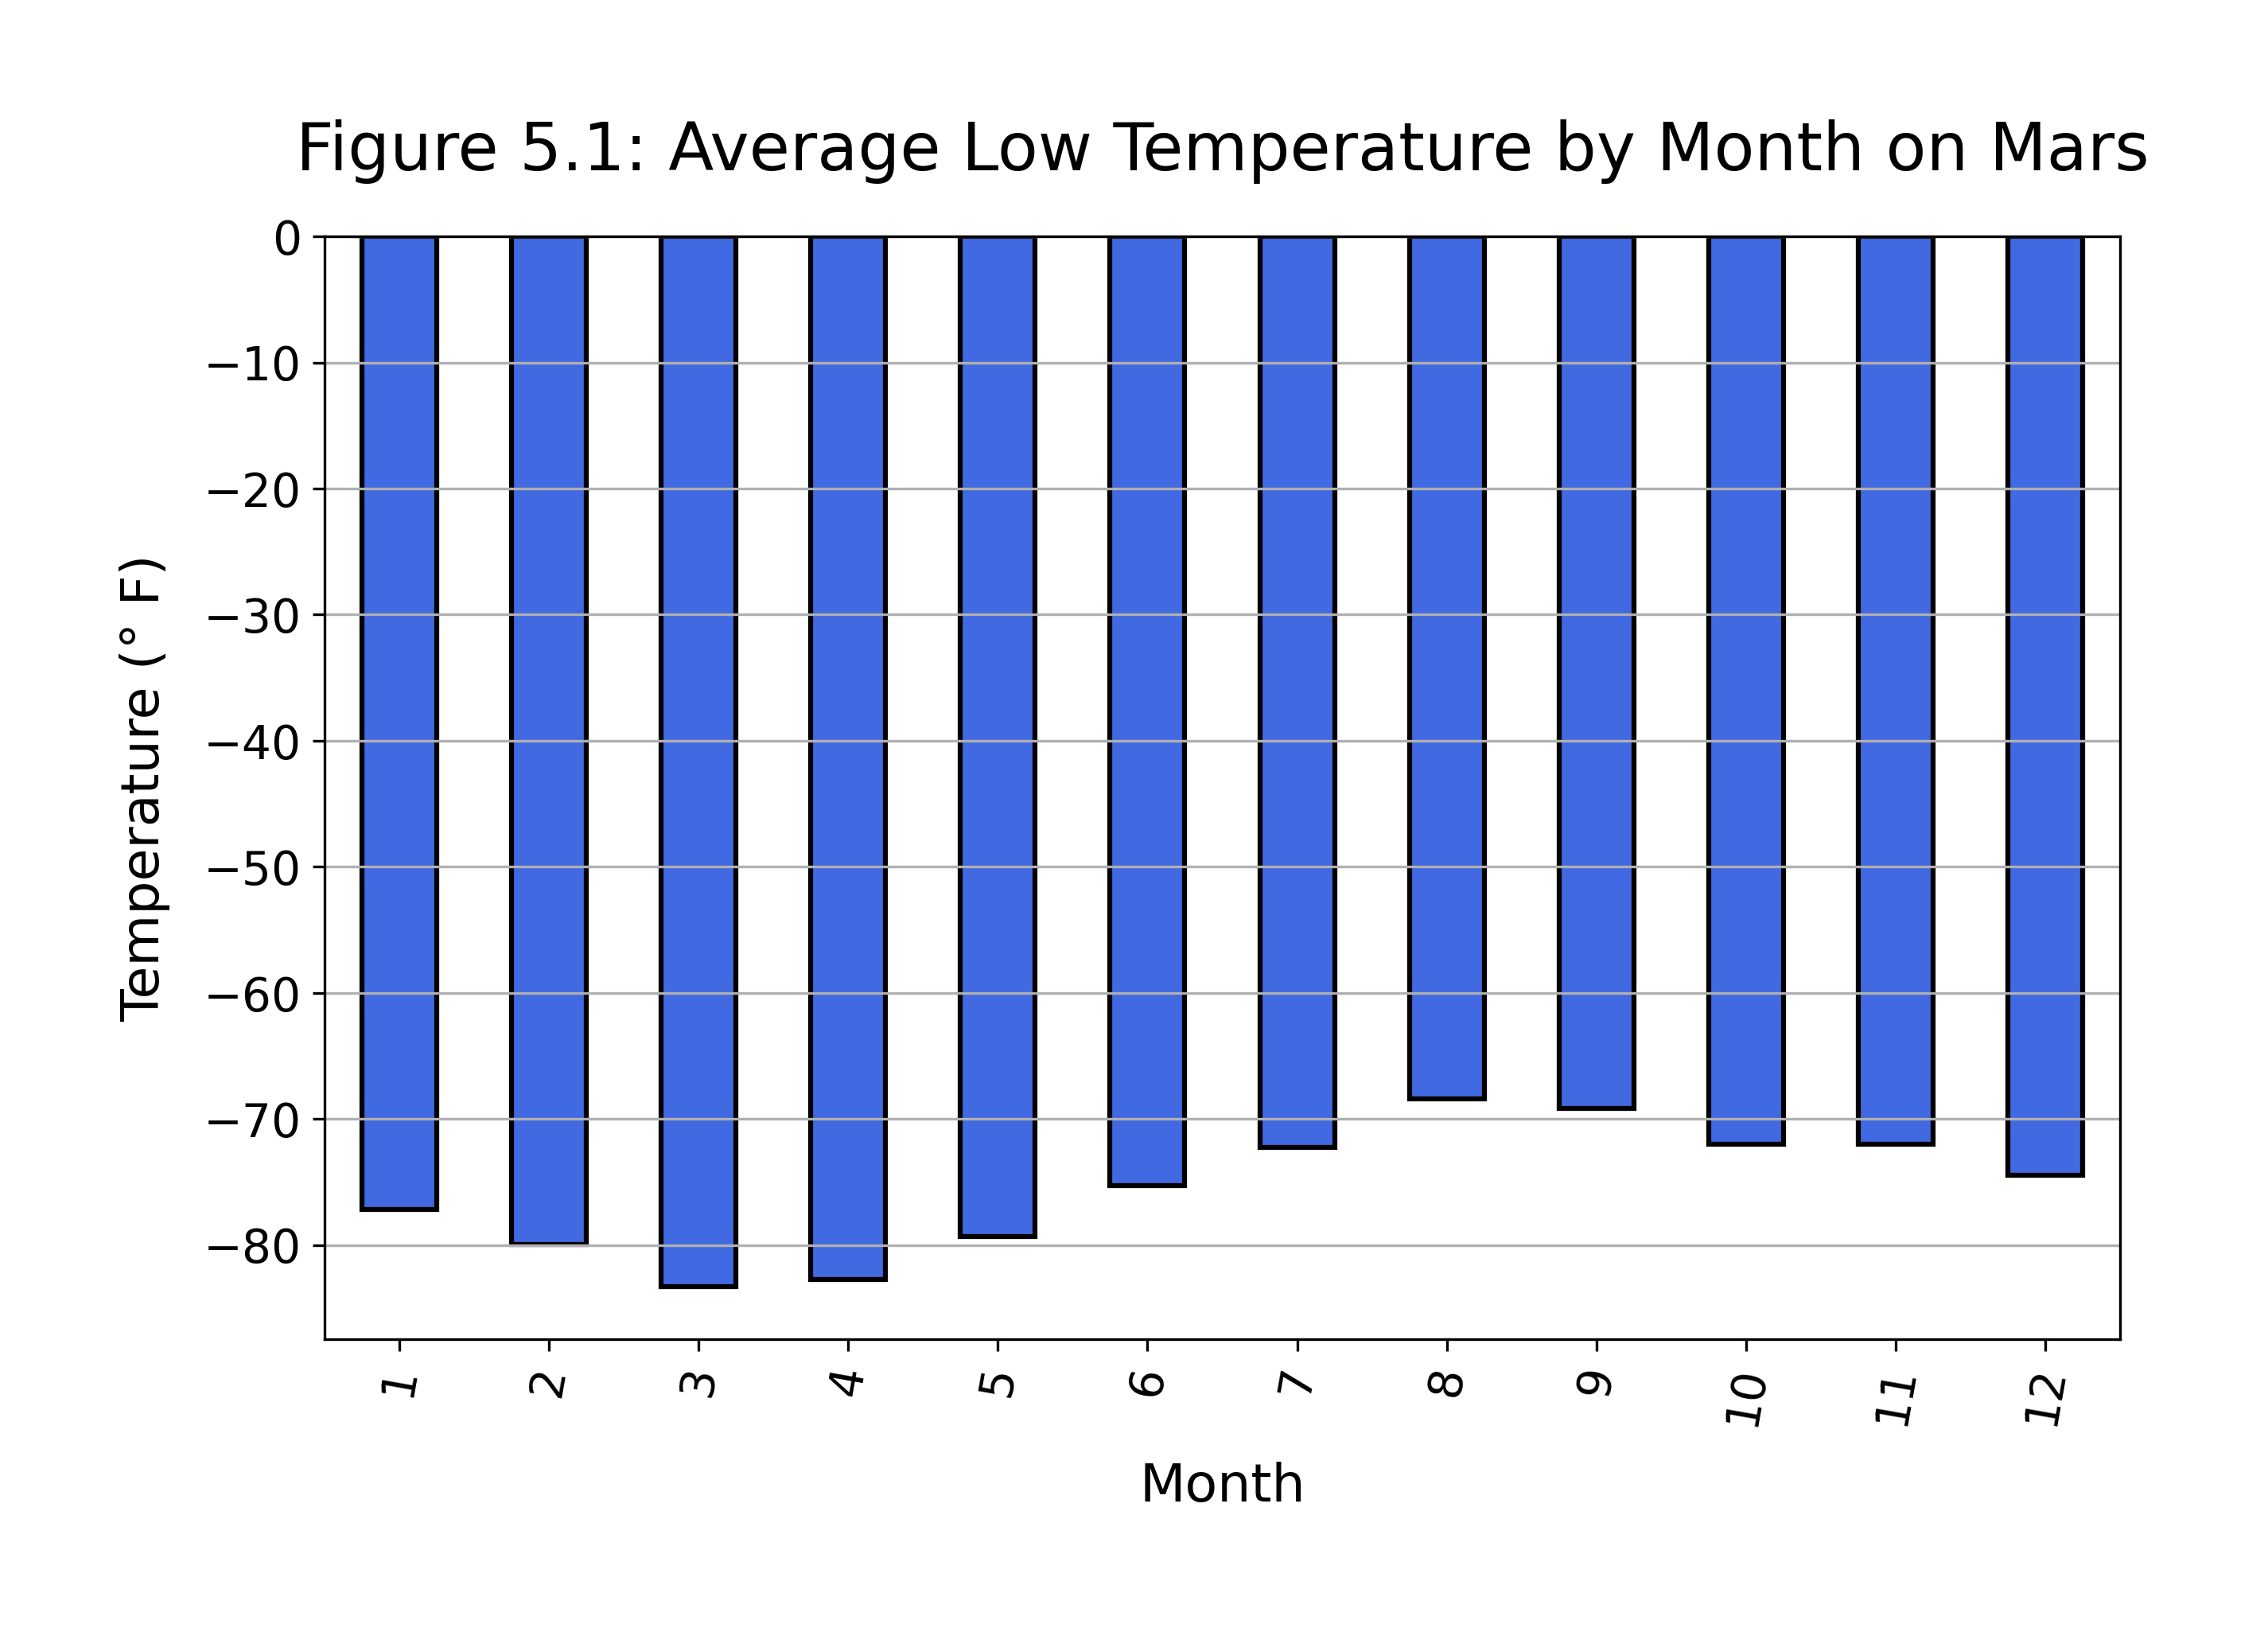 Figure 5.1: Average Low Temperature by Month on Mars
0
−10
−20
−30
−40
−50
−60
−70
−80
Temperature (° F)
1 2 3 4 5 6 7 8 9 10 11 12
Month